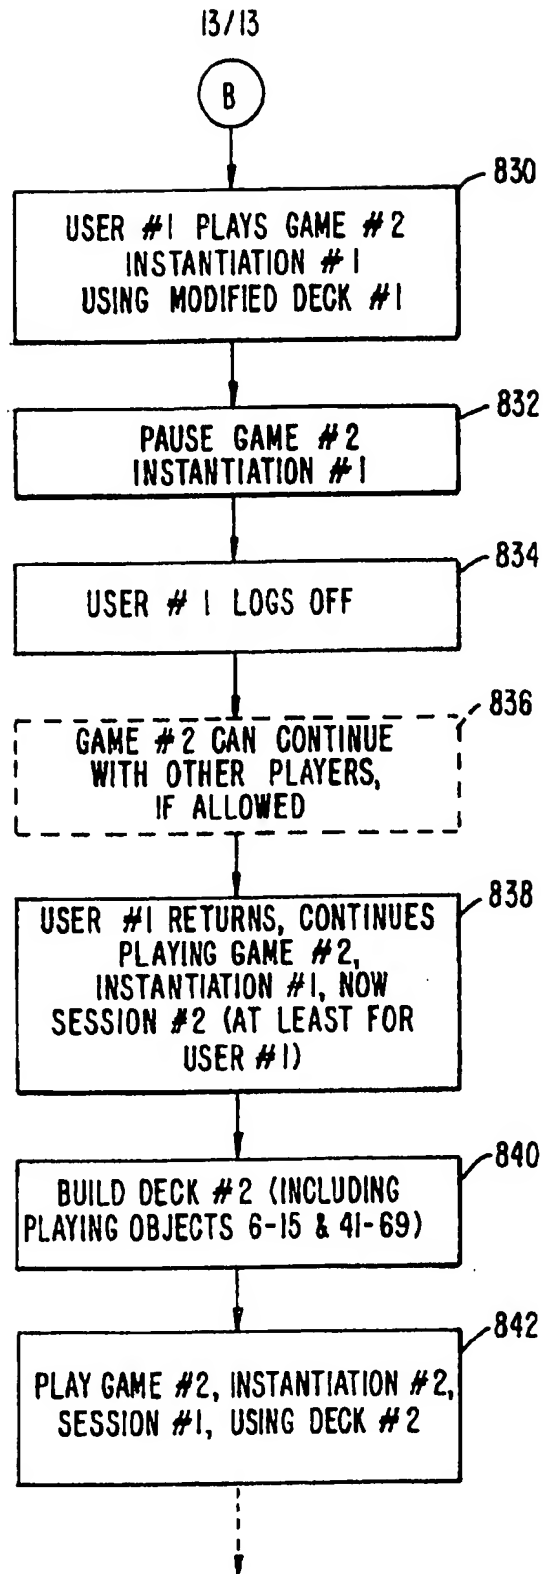 13/13
B
830
USER #1 PLAYS GAME #2
INSTANTIATION #1
USING MODIFIED DECK #1
832
PAUSE GAME #2
INSTANTIATION #1
834
USER #1 LOGS OFF
836
GAME #2 CAN CONTINUE
WITH OTHER PLAYERS,
IF ALLOWED
838
USER #1 RETURNS, CONTINUES
PLAYING GAME #2,
INSTANTIATION #1, NOW
SESSION #2 (AT LEAST FOR
USER #1)
840
BUILD DECK #2 (INCLUDING
PLAYING OBJECTS 6-15 & 41-69)
842
PLAY GAME #2, INSTANTIATION #2,
SESSION #1, USING DECK #2